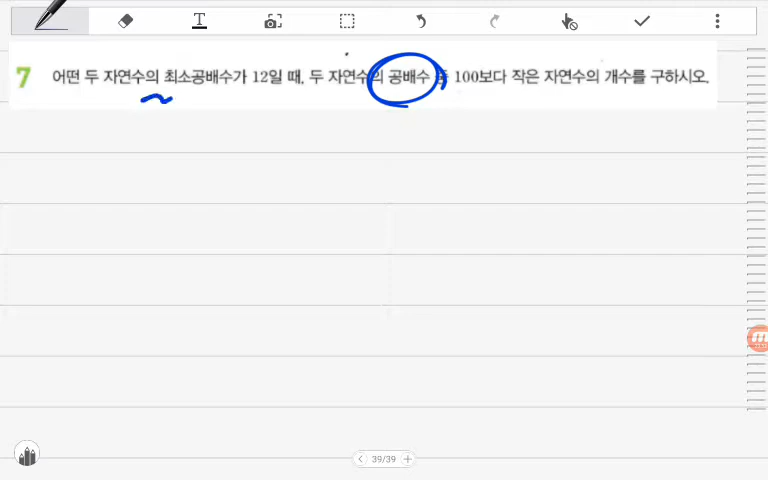 T
7 어떤 두 자연수의 최소공배수가 12일 때, 두 자연수의 공배수 중 100보다 작은 자연수의 개수를 구하시오.
39/39